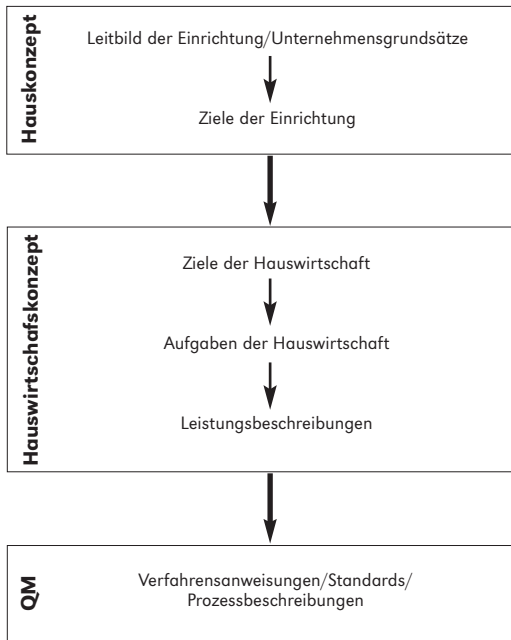 Hauskonzept
Leitbild der Einrichtung/Unternehmensgrundsätze
Ziele der Einrichtung
Hauswirtschafskonzept
Ziele der Hauswirtschaft
Aufgaben der Hauswirtschaft
Leistungsbeschreibungen
QM
Verfahrensanweisungen/Standards/
Prozessbeschreibungen